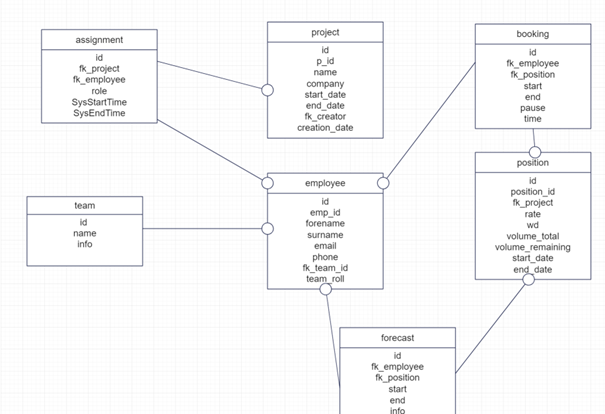 assignment
id
fk_project
fk_employee
role
SysStartTime
SysEndTime
project
id
p_id
name
company
start_date
end_date
fk_creator
creation_date
booking
id
fk_employee
fk_position
start
end
pause
time
team
id
name
info
employee
id
emp_id
forename
surname
email
phone
fk_team_id
team_roll
position
id
position_id
fk_project
rate
wd
volume_total
volume_remaining
start_date
end_date
forecast
id
fk_employee
fk_position
start
end
info